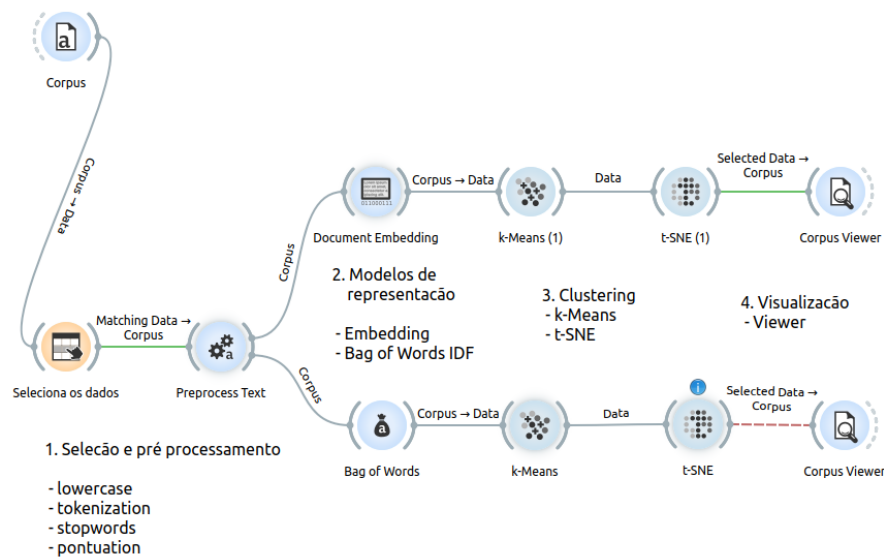 a
Corpus
Corpus → Data
Seleciona os dados
Matching Data →
Corpus
a
Preprocess Text
Corpus
Corpus
Document Embedding
Corpus → Data
k-Means (1)
Data
t-SNE (1)
Selected Data →
Corpus
Corpus Viewer
2. Modelos de
representacão
- Embedding
- Bag of Words IDF
3. Clustering
- k-Means
- t-SNE
4. Visualizacão
- Viewer
a
Bag of Words
Corpus → Data
k-Means
Data
i
t-SNE
Selected Data →
Corpus
Corpus Viewer
1. Selecão e pré processamento
- lowercase
- tokenization
- stopwords
- pontuation